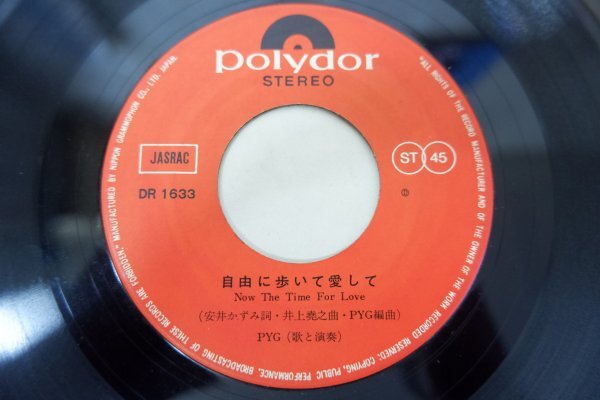 polydor
STEREO
JASRAC
ST 45
DR 1633
℗
自由に歩いて愛して
Now The Time For Love
(安井かずみ詞・井上堯之曲・PYG編曲)
PYG (歌と演奏)
"ALL RIGHTS OF THE RECORD MANUFACTURER AND OF THE OWNER OF THE WORK RECORDED RESERVED; COPYING, PUBLIC PERFORMANCE, BROADCASTING OF THESE RECORDS ARE FORBIDDEN." MANUFACTURED BY NIPPON GRAMMOPHON CO., LTD. JAPAN.